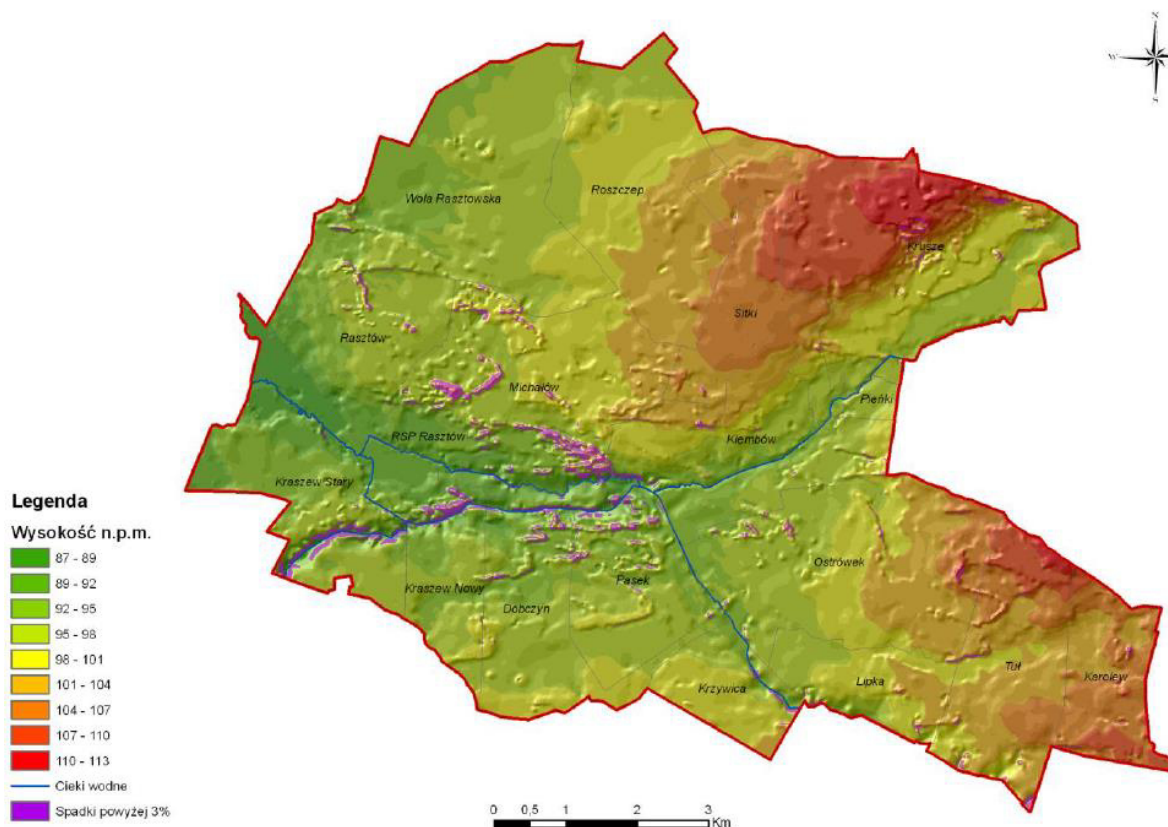 N
W
S
Roszczep
Wola Rasztowska
Krusze
Sitki
Rasztów
Michałów
Pieńki
RSP Rasztów
Kiembów
Kraszew Stary
Ostrówek
Kraszew Nowy
Pasek
Dobczyn
Tuł
Lipka
Karolew
Krzywica
Legenda
Wysokość n.p.m.
87 - 89
89 - 92
92 - 95
95 - 98
98 - 101
101 - 104
104 - 107
107 - 110
110 - 113
Cieki wodne
Spadki powyżej 3%
0 0,5 1 2 3
Km